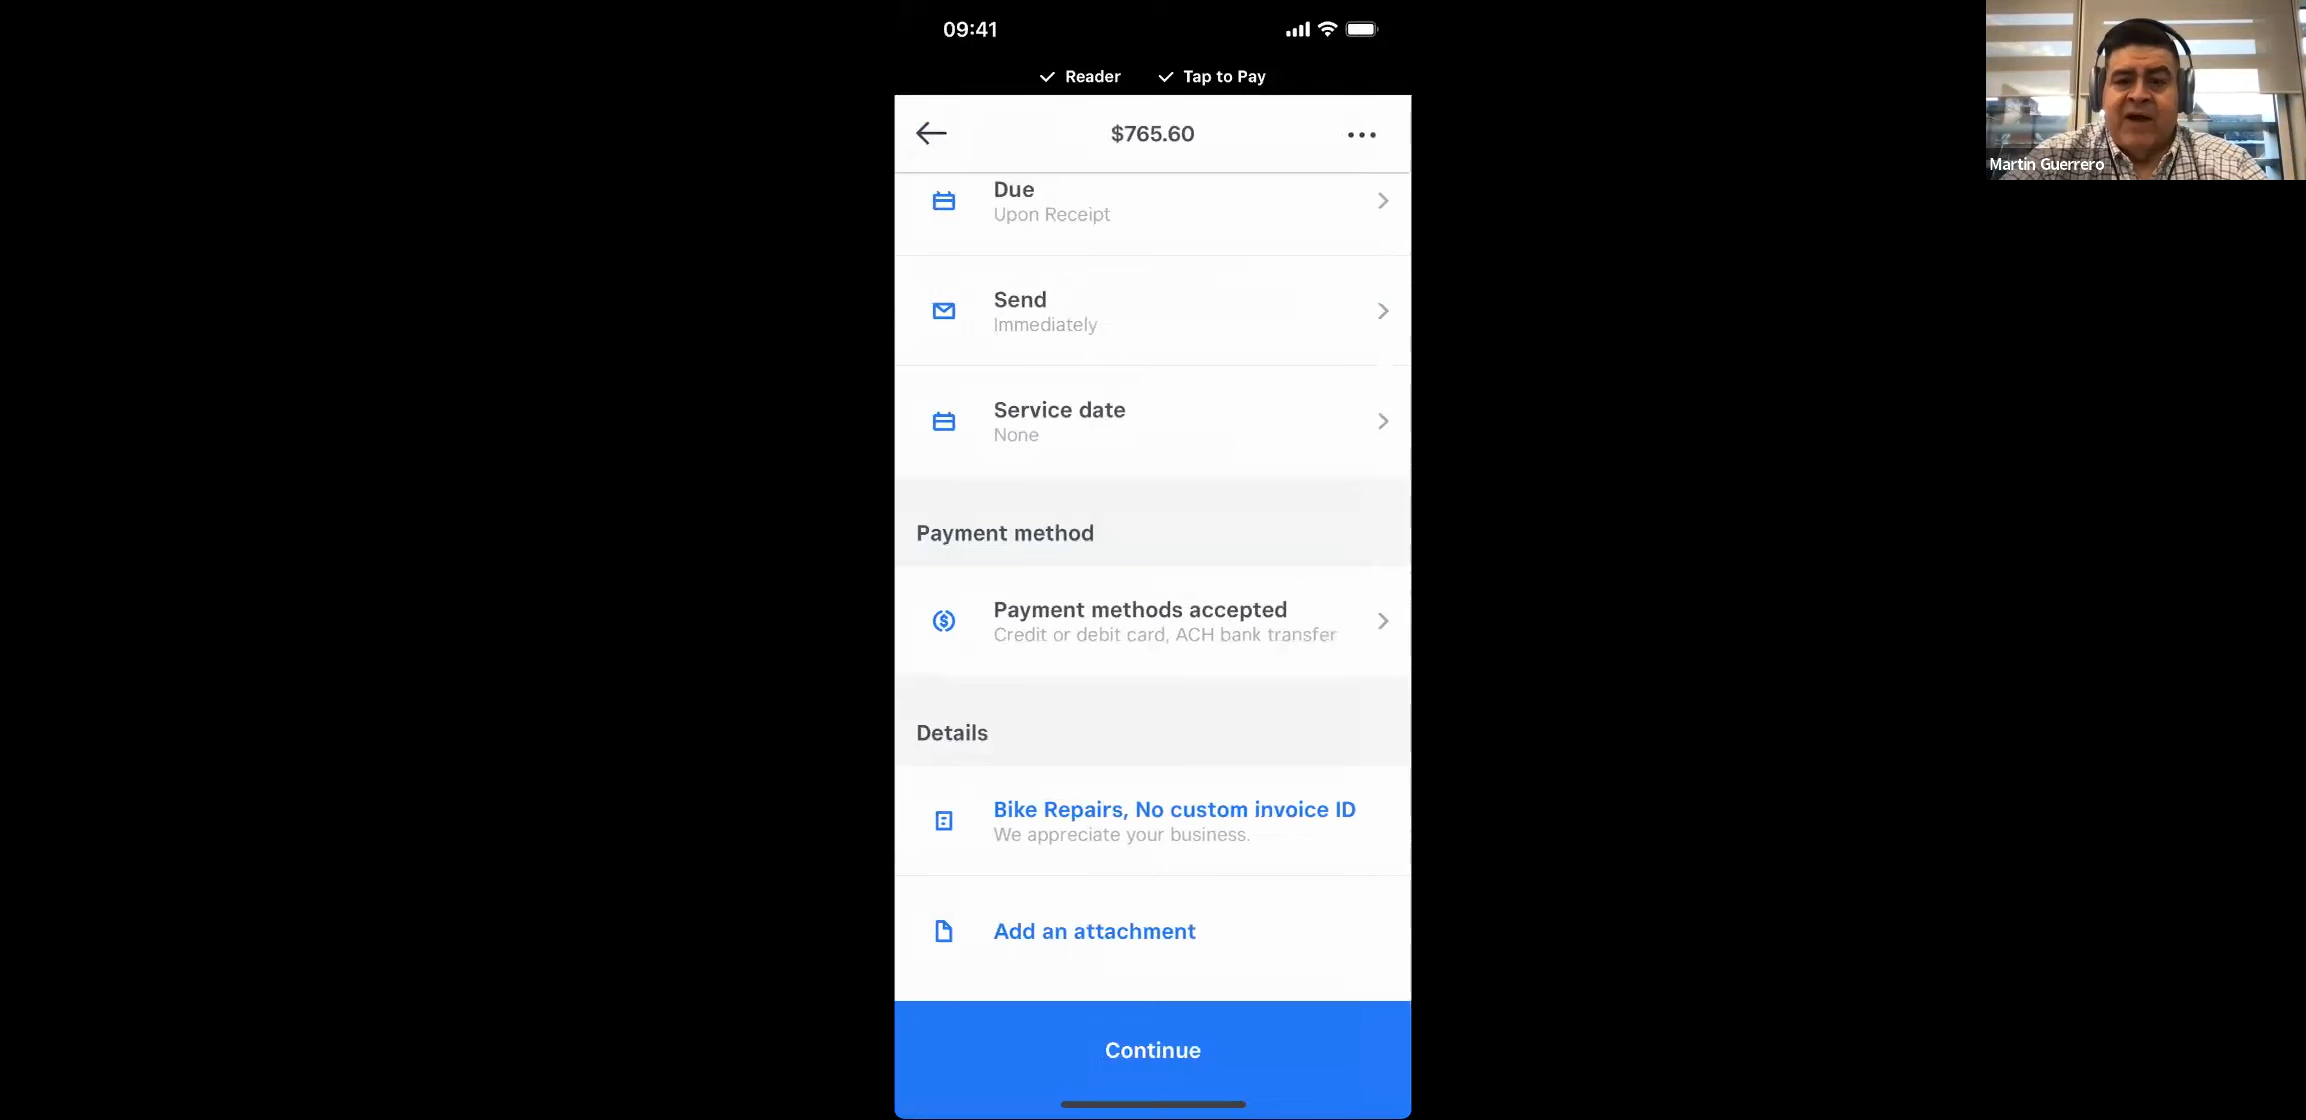 09:41
Reader
Tap to Pay
$765.60
Due
Upon Receipt
Send
Immediately
Service date
None
Payment method
Payment methods accepted
Credit or debit card, ACH bank transfer
Details
Bike Repairs, No custom invoice ID
We appreciate your business.
Add an attachment
Continue
Martin Guerrero